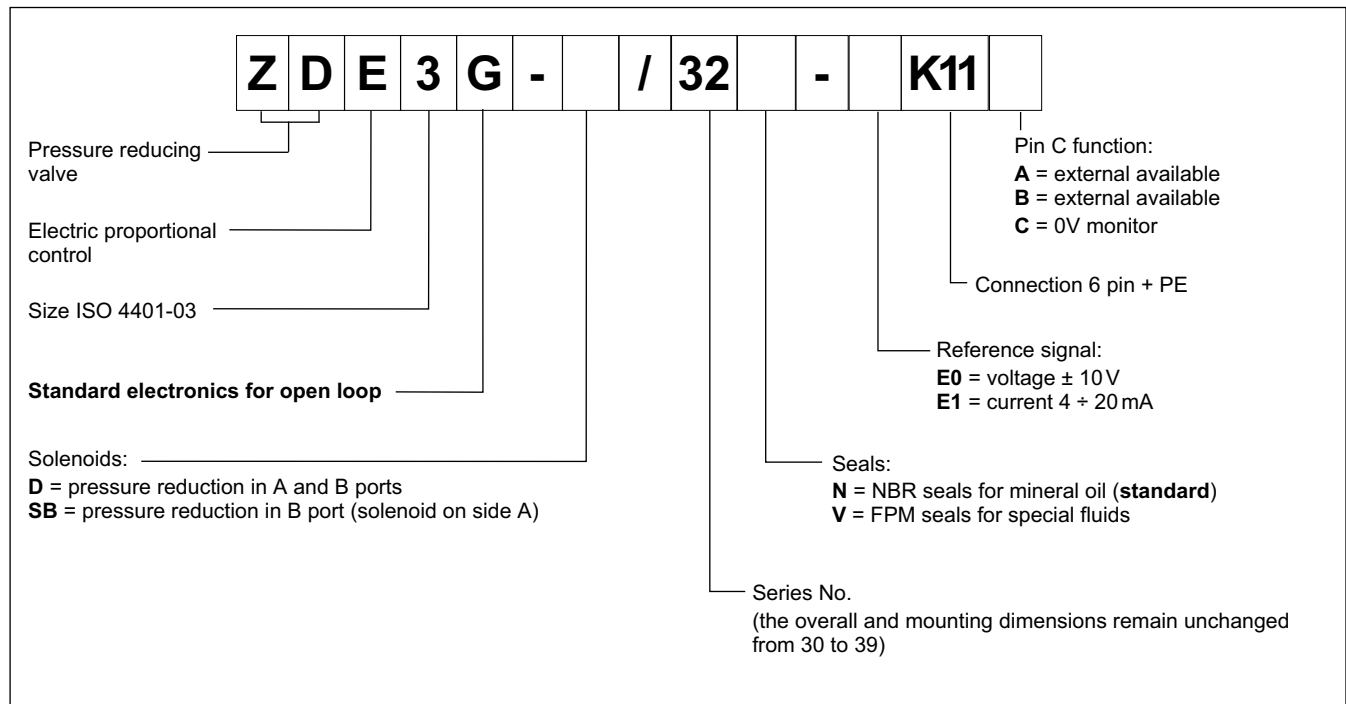 Z D E 3 G - / 32 - K11
Pressure reducing
valve
Electric proportional
control
Size ISO 4401-03
Standard electronics for open loop
Solenoids:
D = pressure reduction in A and B ports
SB = pressure reduction in B port (solenoid on side A)
Pin C function:
A = external available
B = external available
C = 0V monitor
Connection 6 pin + PE
Reference signal:
E0 = voltage ± 10 V
E1 = current 4 ÷ 20 mA
Seals:
N = NBR seals for mineral oil (standard)
V = FPM seals for special fluids
Series No.
(the overall and mounting dimensions remain unchanged
from 30 to 39)